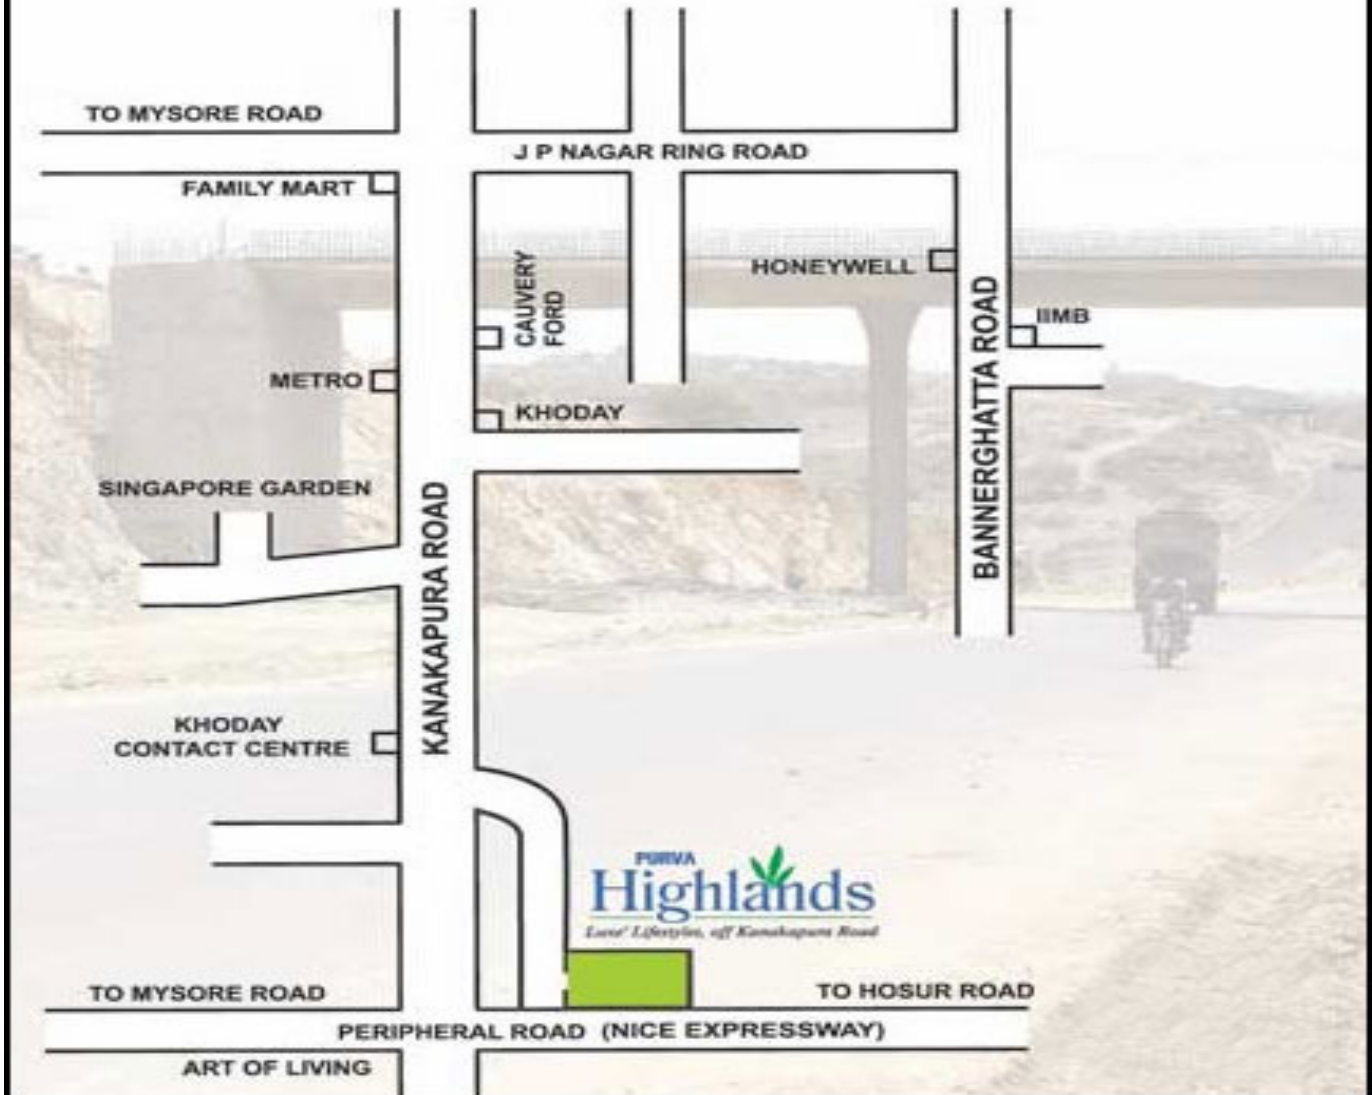 TO MYSORE ROAD
J P NAGAR RING ROAD
FAMILY MART
HONEYWELL
CAUVERY
FORD
IIMB
METRO
KHODAY
BANNERGHATTA ROAD
SINGAPORE GARDEN
KANAKAPURA ROAD
KHODAY
CONTACT CENTRE
PURVA
Highlands
Luxe' Lifestyles, off Kanakapura Road
TO MYSORE ROAD
TO HOSUR ROAD
PERIPHERAL ROAD (NICE EXPRESSWAY)
ART OF LIVING